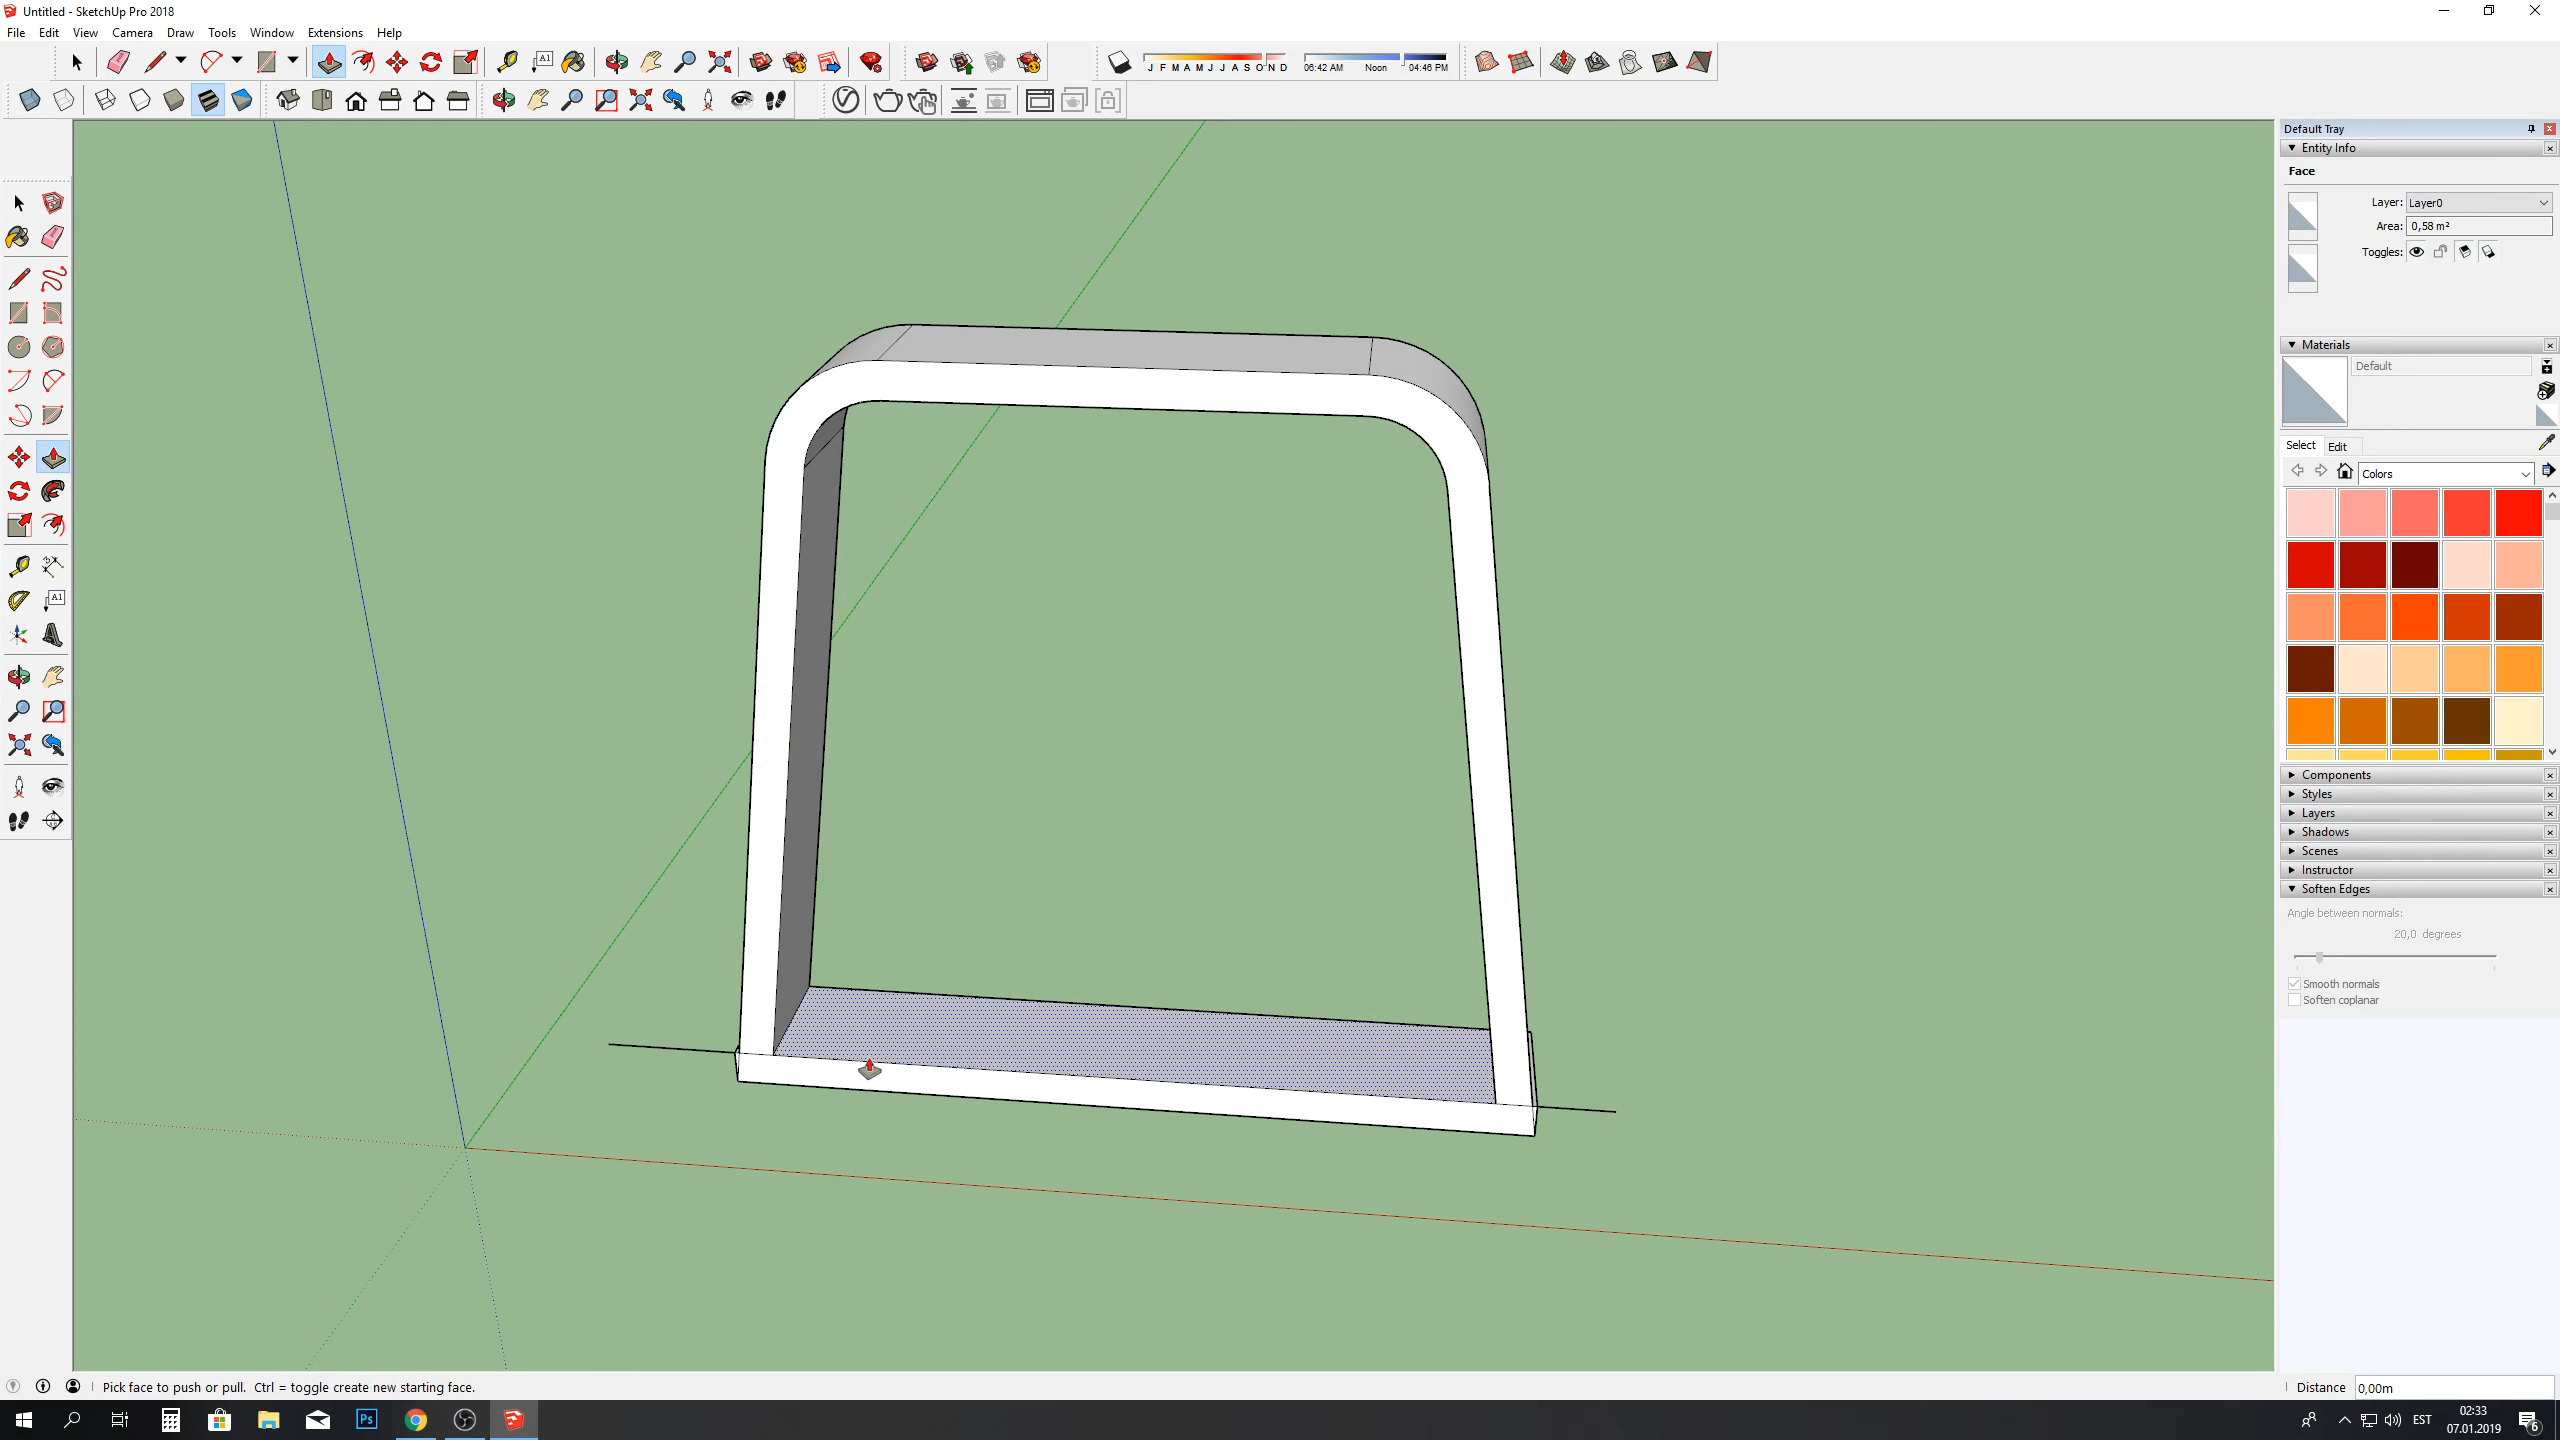 Untitled - SketchUp Pro 2018
File Edit View Camera Draw Tools Window Extensions Help
A1
J F M A M J J A S O N D
06:42 AM Noon 04:46 PM
Default Tray
Entity Info
Face
Layer: Layer0
Area: 0,58 m²
Toggles:
Materials
Default
Select Edit
Colors
A1
Components
Styles
Layers
Shadows
Scenes
Instructor
Soften Edges
Angle between normals:
20,0 degrees
Smooth normals
Soften coplanar
Pick face to push or pull. Ctrl = toggle create new starting face.
Distance 0,00m
Ps
EST
02:33
07.01.2019
6